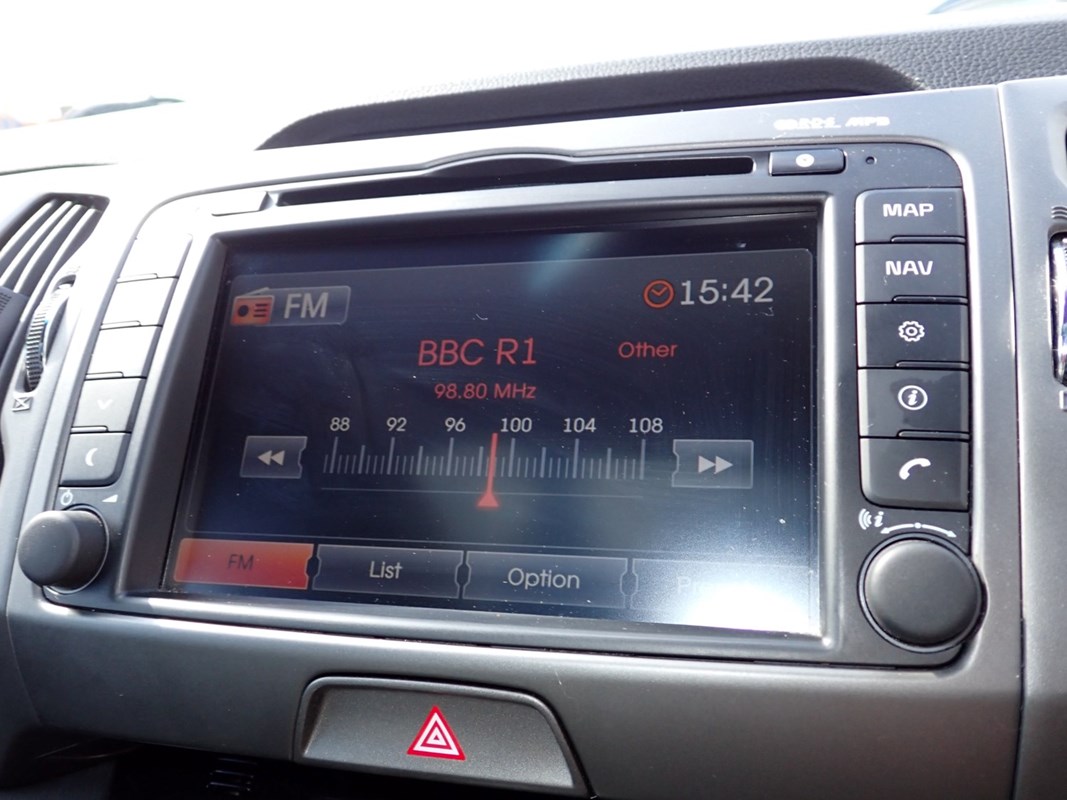 MAP
NAV
FM
15:42
BBC R1
Other
98.80 MHz
88 92 96 100 104 108
FM
List
Option